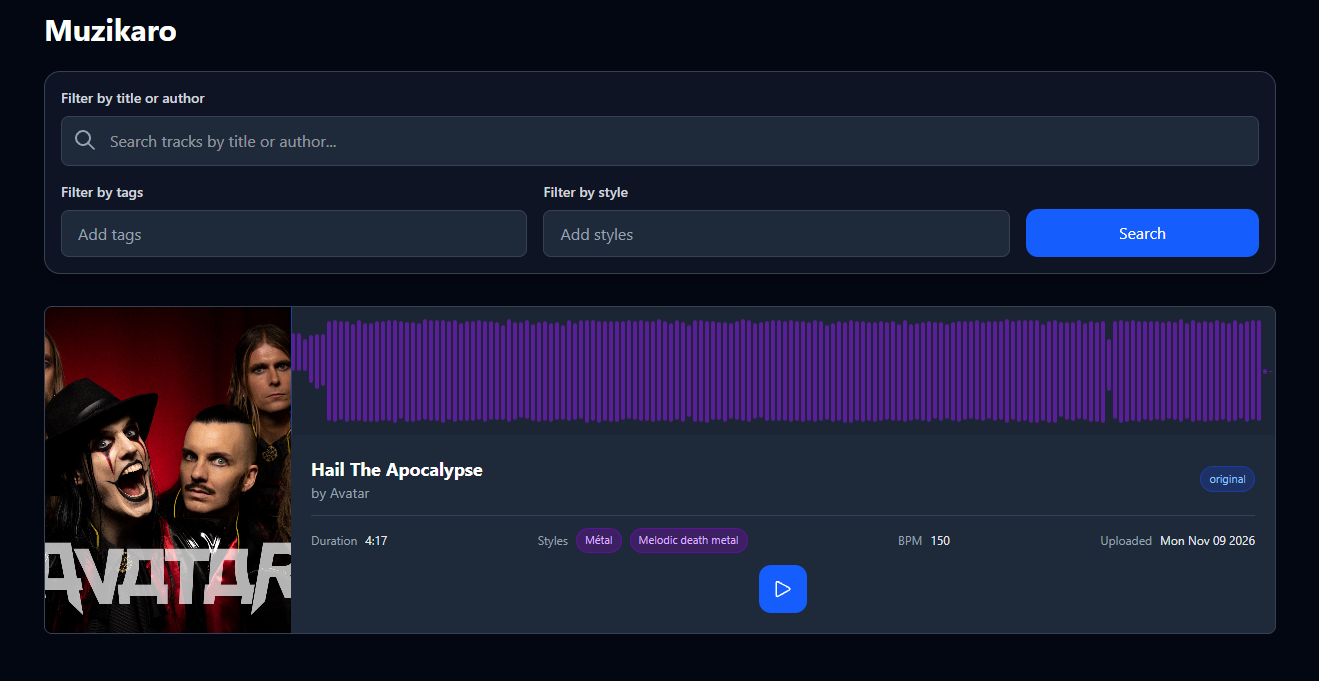 Muzikaro
Filter by title or author
Search tracks by title or author...
Filter by tags
Filter by style
Add tags
Add styles
Search
AVATAR
Hail The Apocalypse
by Avatar
original
Duration 4:17
Styles Métal Melodic death metal
BPM 150
Uploaded Mon Nov 09 2026